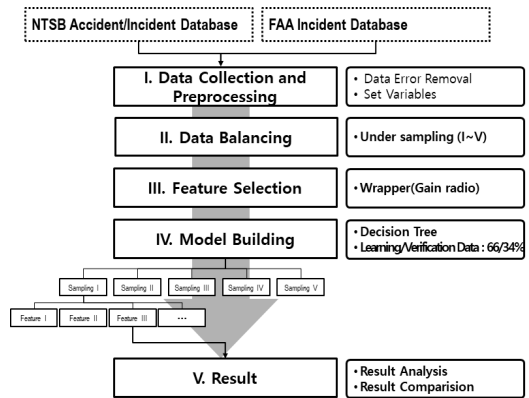 NTSB Accident/Incident Database
FAA Incident Database
I. Data Collection and
Preprocessing
• Data Error Removal
• Set Variables
II. Data Balancing
• Under sampling (I~V)
III. Feature Selection
• Wrapper(Gain radio)
IV. Model Building
• Decision Tree
• Learning/Verification Data : 66/34%
Sampling I
Sampling II
Sampling III
Sampling IV
Sampling V
Feature I
Feature II
Feature III
...
V. Result
• Result Analysis
• Result Comparision